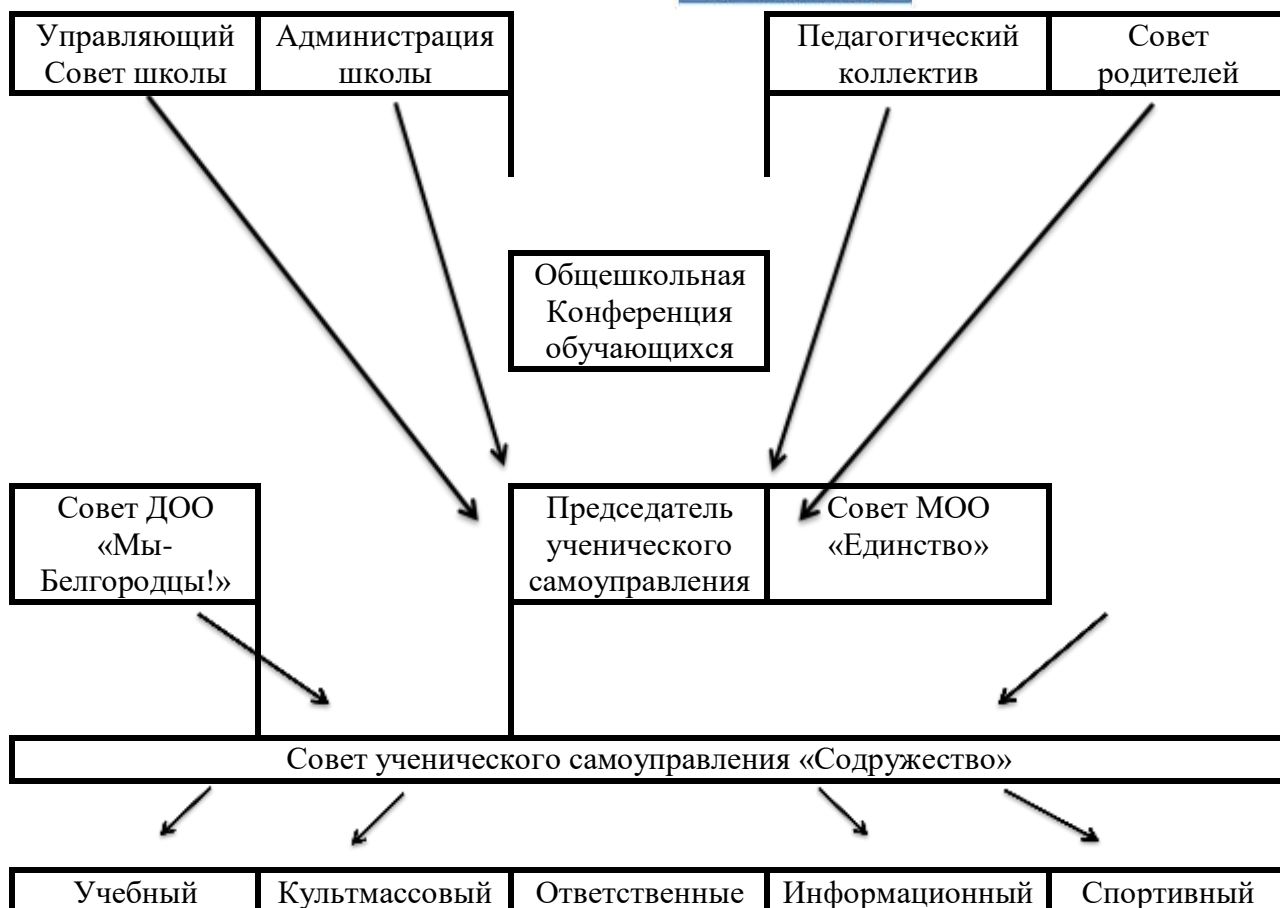 Управляющий
Совет школы
Администрация
школы
Педагогический
коллектив
Совет
родителей
Общешкольная
Конференция
обучающихся
Совет ДОО
«Мы-
Белгородцы!»
Председатель
ученического
самоуправления
Совет МОО
«Единство»
Совет ученического самоуправления «Содружество»
Учебный
Культмассовый
Ответственные
Информационный
Спортивный